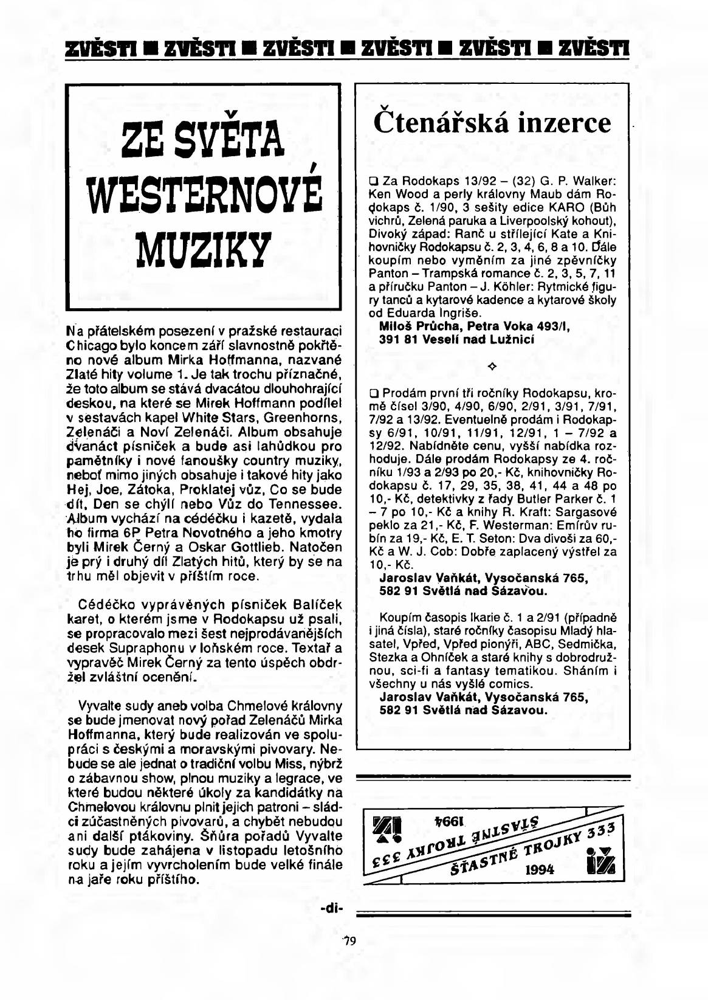 ZVĚSTI ■ ZVĚSTI ■ ZVĚSTI ■ ZVĚSTI ■ ZVĚSTI ■ ZVĚSTI
ZE SVĚTA
WESTERNOVÉ
MUZIKY
Na přátelském posezení v pražské restauraci
Chicago bylo koncem září slavnostně pokřtě-
no nové album Mirka Hoffmanna, nazvané
Zlaté hity volume 1. Je tak trochu příznačné,
že toto album se stává dvacátou dlouhohrající
deskou, na které se Mirek Hoffmann podílel
v sestavách kapel White Stars, Greenhorns,
Zelenáči a Noví Zelenáči. Album obsahuje
dvanáct písniček a bude asi lahůdkou pro
pamětníky i nové fanoušky country muziky,
neboť mimo jiných obsahuje i takové hity jako
Hej, Joe, Zátoka, Proklatej vůz, Co se bude
dít, Den se chýlí nebo Vůz do Tennessee.
Album vychází na cédéčku i kazetě, vydala
ho firma 6P Petra Novotného a jeho kmotry
byli Mirek Černý a Oskar Gottlieb. Natočen
je prý i druhý díl Zlatých hitů, který by se na
trhu měl objevit v příštím roce.
Cédéčko vyprávěných písniček Balíček
karet, o kterém jsme v Rodokapsu už psali,
se propracovalo mezi šest nejprodávanějších
desek Supraphonu v loňském roce. Textař a
vypravěč Mirek Černý za tento úspěch obdr-
žel zvláštní ocenění.
Vyvalte sudy aneb volba Chmelové královny
se bude jmenovat nový pořad Zelenáčů Mirka
Hoffmanna, který bude realizován ve spolu-
práci s českými a moravskými pivovary. Ne-
bude se ale jednat o tradiční volbu Miss, nýbrž
o zábavnou show, plnou muziky a legrace, ve
které budou některé úkoly za kandidátky na
Chmelovou královnu plnit jejich patroni – slád-
ci zúčastněných pivovarů, a chybět nebudou
ani další ptákoviny. Šňůra pořadů Vyvalte
sudy bude zahájena v listopadu letošního
roku a jejím vyvrcholením bude velké finále
na jaře roku příštího.
-di-
Čtenářská inzerce
❑ Za Rodokaps 13/92 – (32) G. P. Walker:
Ken Wood a perly královny Maub dám Ro-
dokaps č. 1/90, 3 sešity edice KARO (Bůh
vichrů, Zelená paruka a Liverpoolský kohout),
Divoký západ: Ranč u střílející Kate a Kni-
hovničky Rodokapsu č. 2, 3, 4, 6, 8 a 10. Dále
koupím nebo vyměním za jiné zpěvníčky
Panton – Trampská romance č. 2, 3, 5, 7, 11
a příručku Panton – J. Köhler: Rytmické figu-
ry tanců a kytarové kadence a kytarové školy
od Eduarda Ingriše.
Miloš Průcha, Petra Voka 493/I,
391 81 Veselí nad Lužnicí
❑ Prodám první tři ročníky Rodokapsu, kro-
mě čísel 3/90, 4/90, 6/90, 2/91, 3/91, 7/91,
7/92 a 13/92. Eventuelně prodám i Rodokap-
sy 6/91, 10/91, 11/91, 12/91, 1 – 7/92 a
12/92. Nabídněte cenu, vyšší nabídka roz-
hoduje. Dále prodám Rodokapsy ze 4. roč-
níku 1/93 a 2/93 po 20,- Kč, knihovničky Ro-
dokapsu č. 17, 29, 35, 38, 41, 44 a 48 po
10,- Kč, detektivky z řady Butler Parker č. 1
– 7 po 10,- Kč a knihy R. Kraft: Sargasové
peklo za 21,- Kč, F. Westerman: Emírův ru-
bín za 19,- Kč, E. T. Seton: Dva divoši za 60,-
Kč a W. J. Cob: Dobře zaplacený výstřel za
10,- Kč.
Jaroslav Vaňkát, Vysočanská 765,
582 91 Světlá nad Sázavou.
Koupím časopis Ikarie č. 1 a 2/91 (případně
i jiná čísla), staré ročníky časopisu Mladý hla-
satel, Vpřed, Vpřed pionýři, ABC, Sedmička,
Stezka a Ohníček a staré knihy s dobrodruž-
nou, sci-fi a fantasy tematikou. Sháním i
všechny u nás vyšlé comics.
Jaroslav Vaňkát, Vysočanská 765,
582 91 Světlá nad Sázavou.
1994
ŠŤASTNÉ TROJKY 333
ŠŤASTNÉ TROJKY 333
1994
79